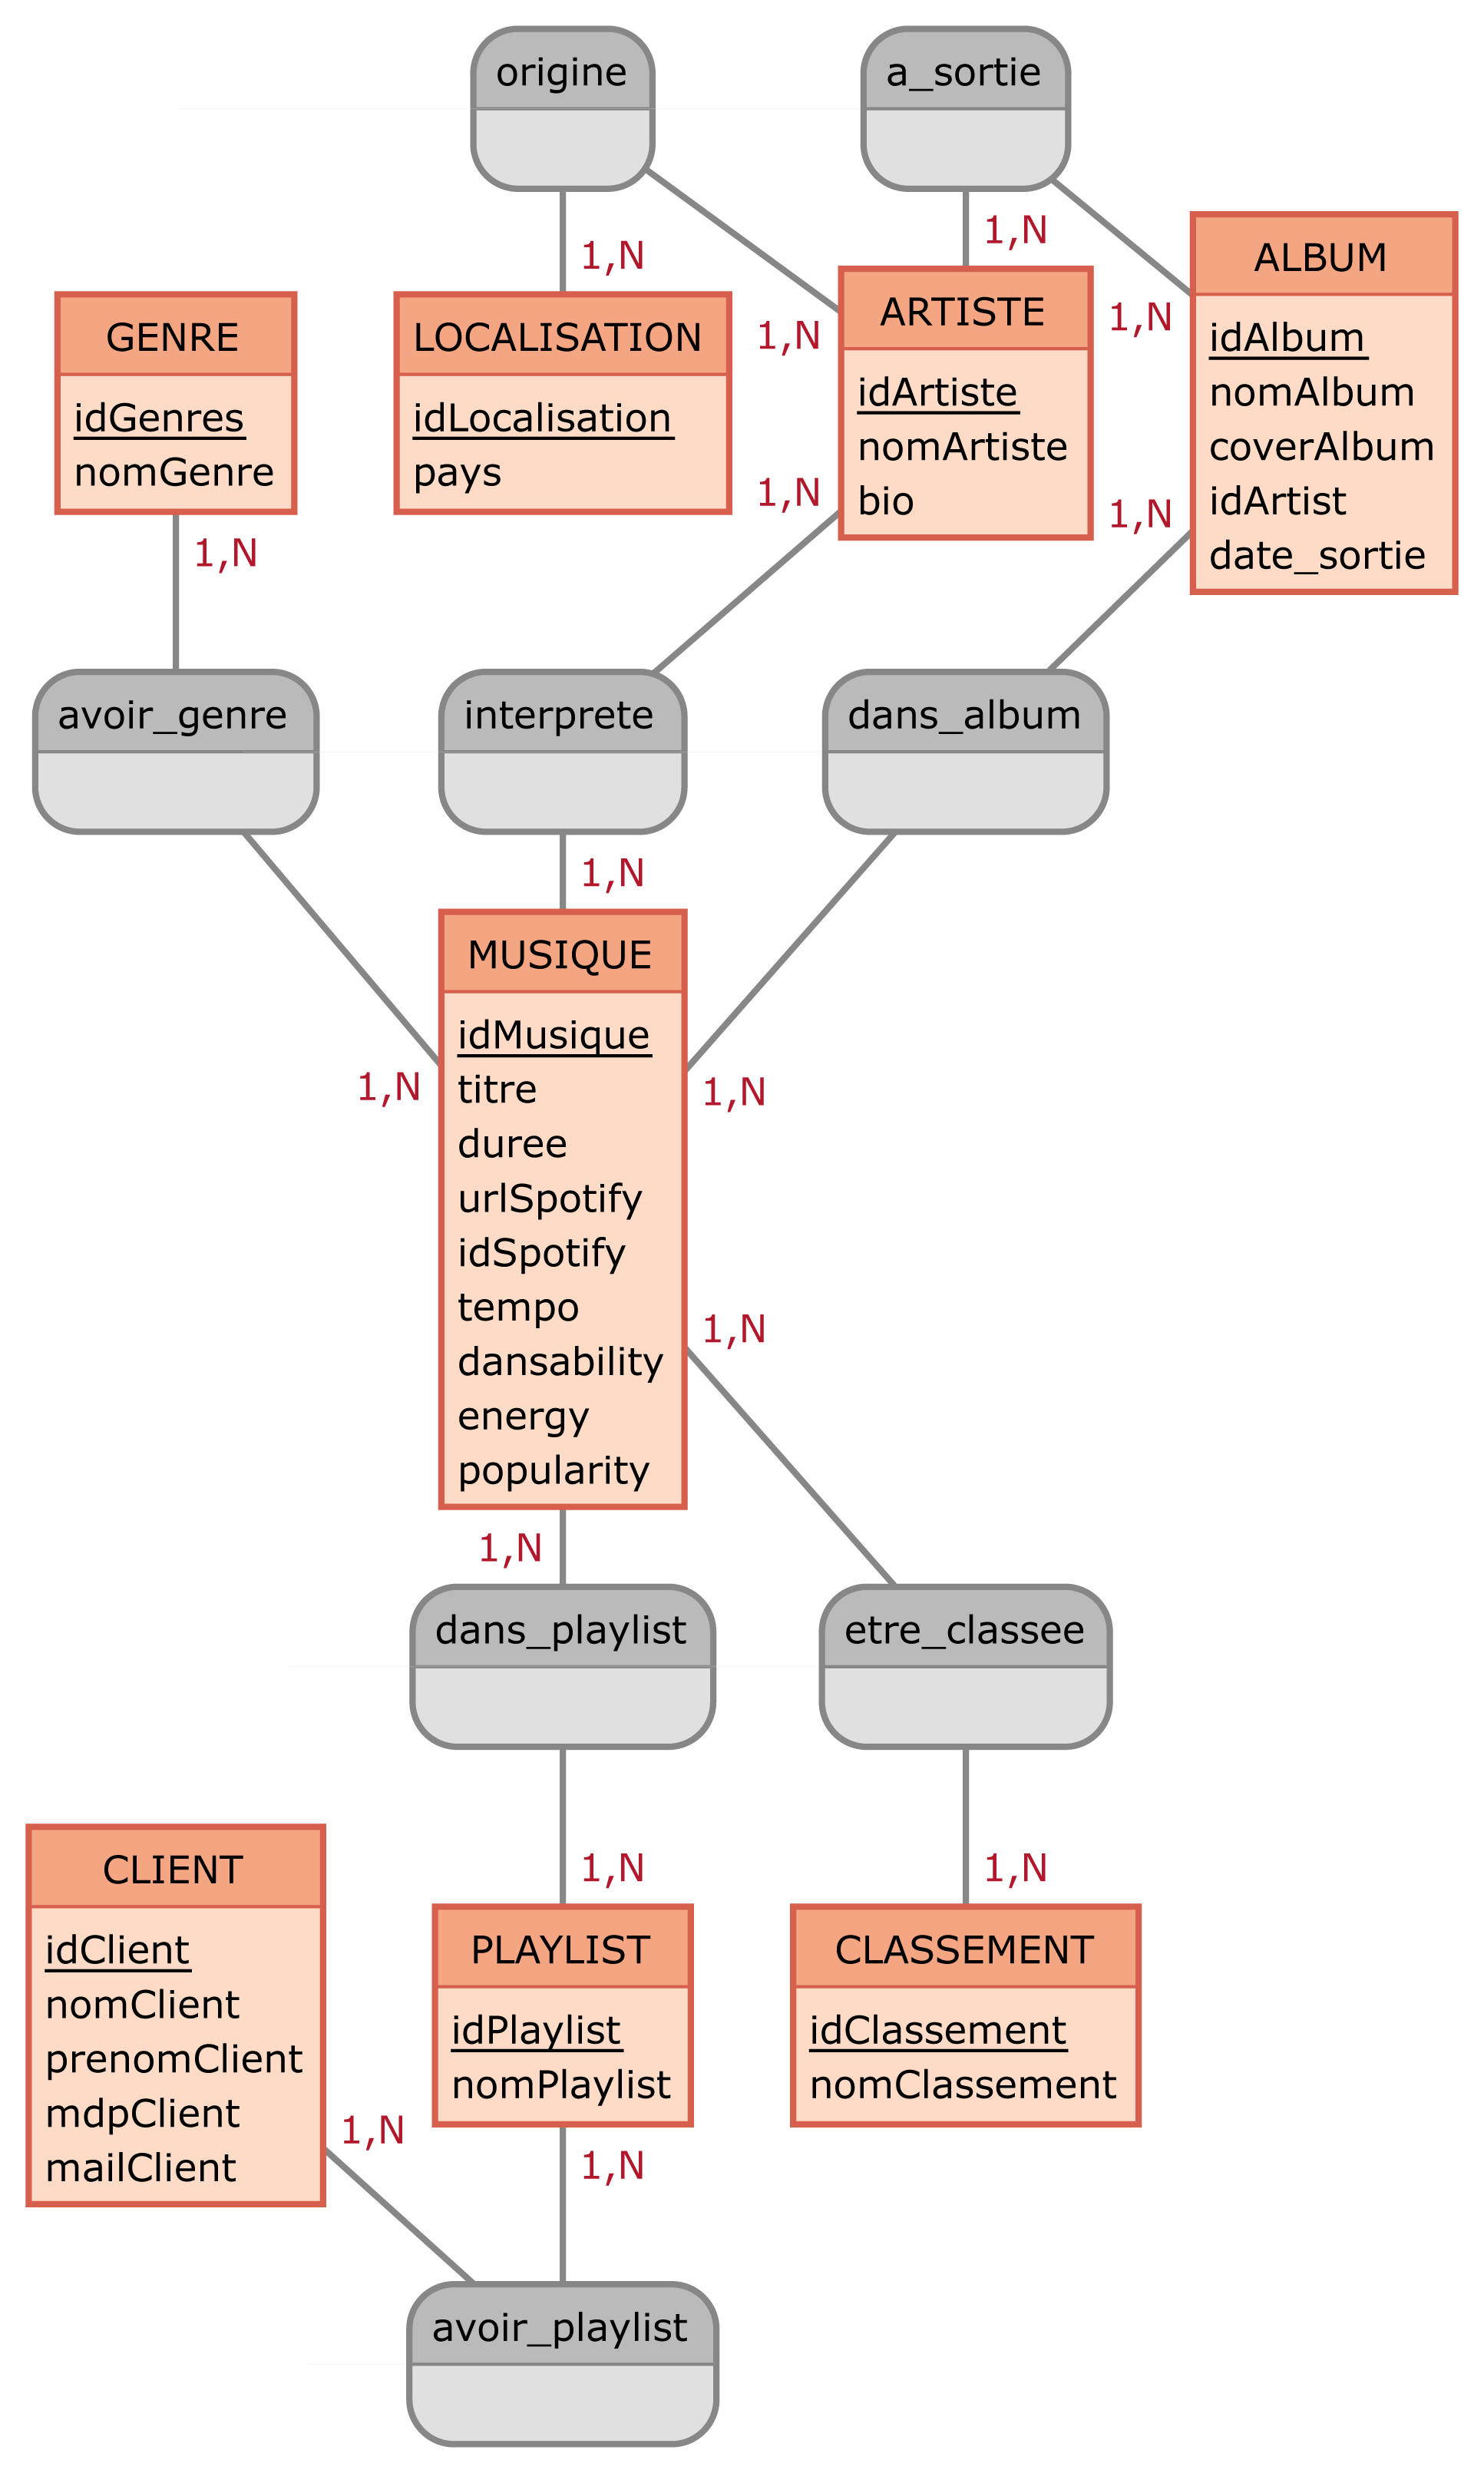 origine
a_sortie
1,N
1,N
ALBUM
idAlbum
nomAlbum
coverAlbum
idArtist
date_sortie
GENRE
idGenres
nomGenre
LOCALISATION
idLocalisation
pays
ARTISTE
idArtiste
nomArtiste
bio
1,N
1,N
1,N
1,N
1,N
avoir_genre
interprete
dans_album
1,N
MUSIQUE
idMusique
titre
duree
urlSpotify
idSpotify
tempo
dansability
energy
popularity
1,N
1,N
1,N
1,N
dans_playlist
etre_classee
1,N
1,N
CLIENT
idClient
nomClient
prenomClient
mdpClient
mailClient
PLAYLIST
idPlaylist
nomPlaylist
CLASSEMENT
idClassement
nomClassement
1,N
1,N
avoir_playlist